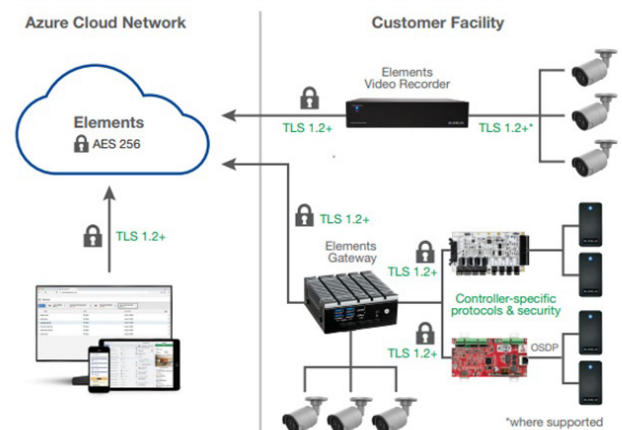 Azure Cloud Network
Customer Facility
Elements
Video Recorder
TLS 1.2+
TLS 1.2+*
Elements
AES 256
TLS 1.2+
TLS 1.2+
Elements
Gateway
TLS 1.2+
Controller-specific
protocols & security
TLS 1.2+
OSDP
*where supported